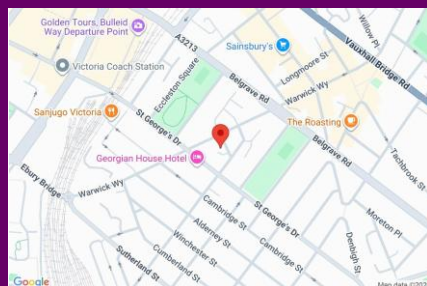 Golden Tours, Bulleid
Way Departure Point
A3213
Sainsbury's
Willow Pl
Vauxhall Bridge Rd
Victoria Coach Station
Eccleston Square
Longmoore St
Belgrave Rd
Warwick Wy
Sanjugo Victoria
St George's Dr
The Roasting
Georgian House Hotel
Belgrave Rd
Tachbrook St
Ebury Bridge
Warwick Wy
Cambridge St
St George's Dr
Moreton Pl
Alderney St
Winchester St
Cambridge St
Denbigh St
Sutherland St
Cumberland St
Google
Map data ©202